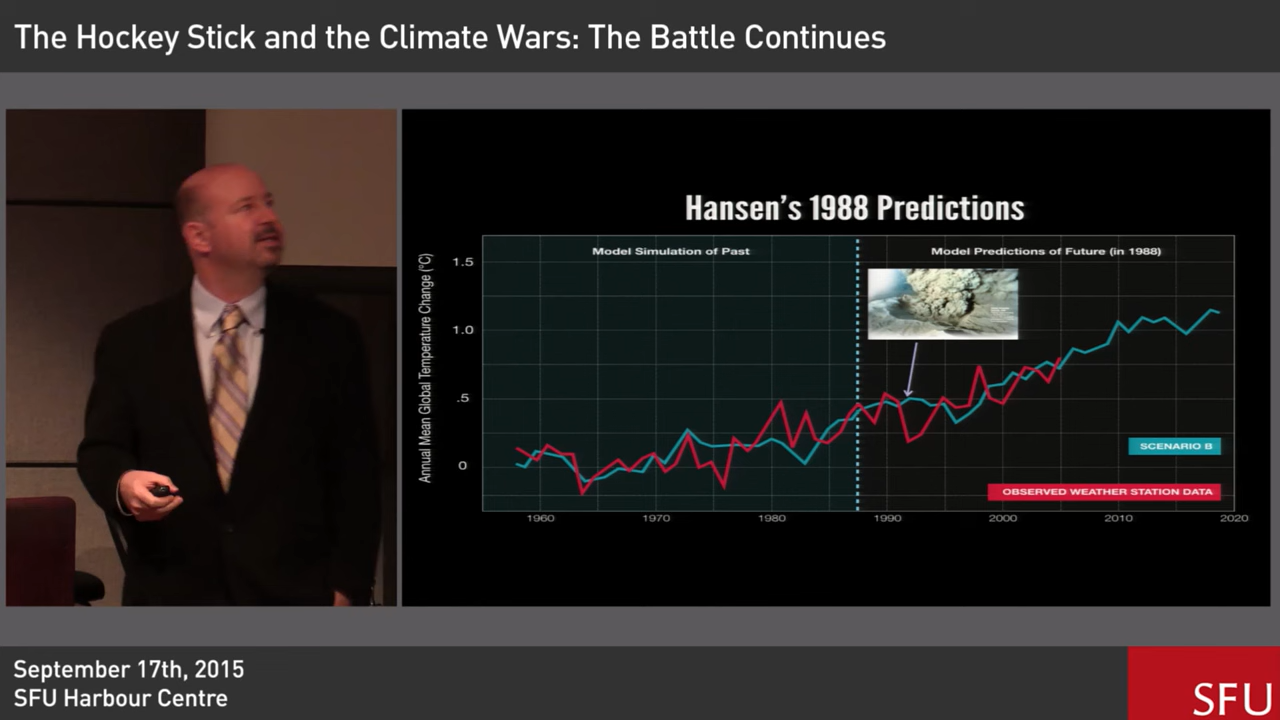 The Hockey Stick and the Climate Wars: The Battle Continues
Hansen's 1988 Predictions
Model Simulation of Past
Model Predictions of Future (in 1988)
Annual Mean Global Temperature Change (°C)
1.5
1.0
.5
0
SCENARIO B
OBSERVED WEATHER STATION DATA
1960 1970 1980 1990 2000 2010 2020
September 17th, 2015
SFU Harbour Centre
SFU